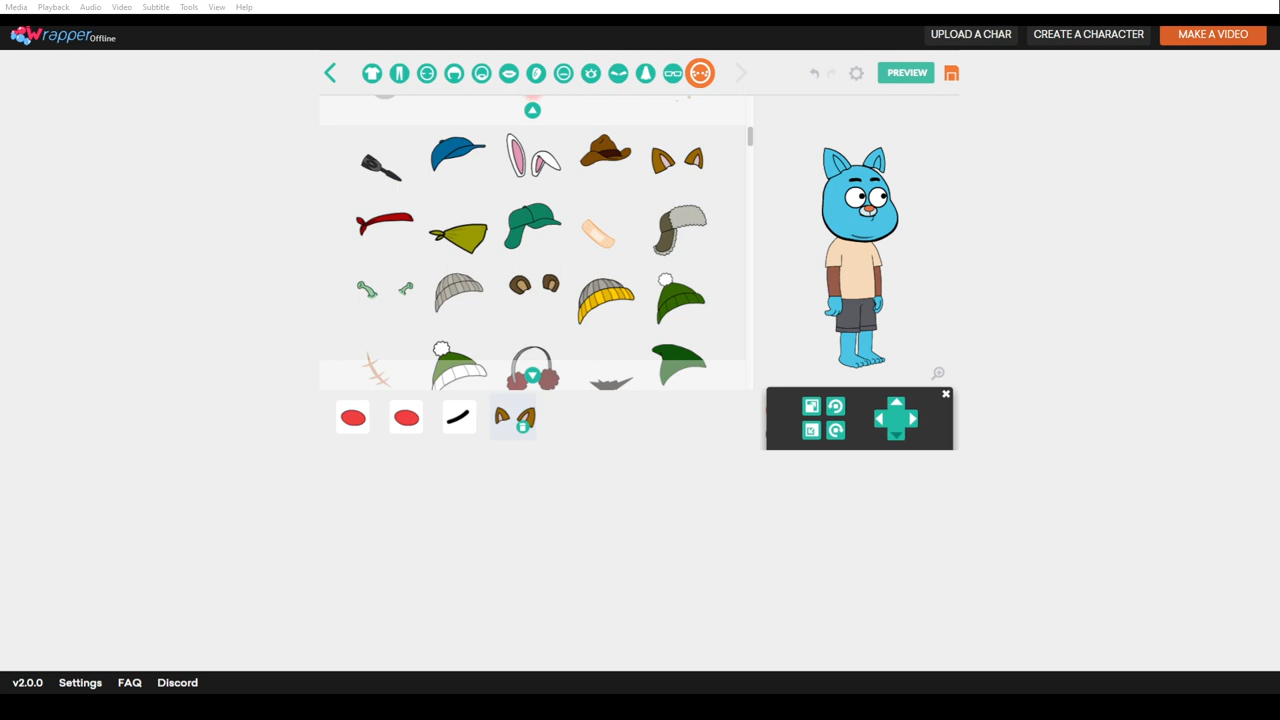 Media Playback Audio Video Subtitle Tools View Help
Wrapper Offline
UPLOAD A CHAR CREATE A CHARACTER MAKE A VIDEO
PREVIEW
v2.0.0 Settings FAQ Discord